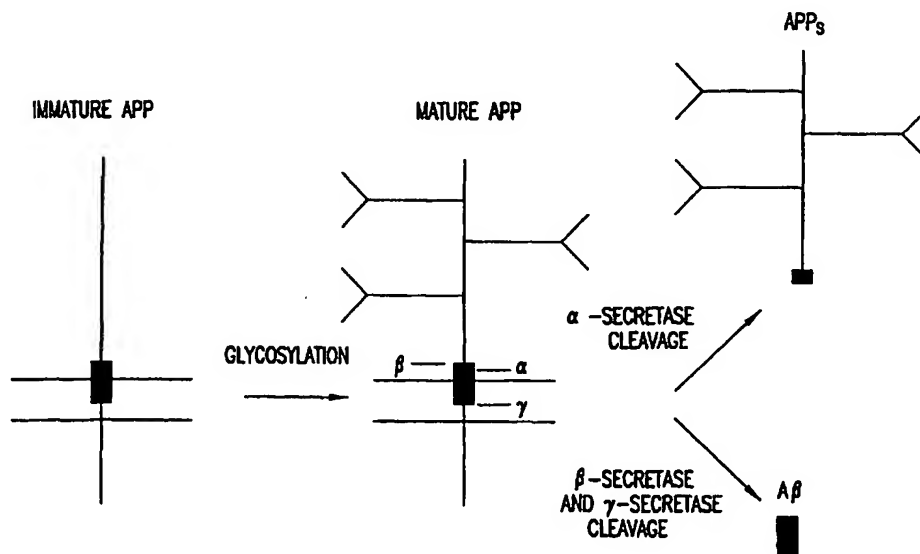 APPs
IMMATURE APP
MATURE APP
α-SECRETASE
CLEAVAGE
GLYCOSYLATION
β
α
γ
β-SECRETASE
AND γ-SECRETASE
CLEAVAGE
Aβ